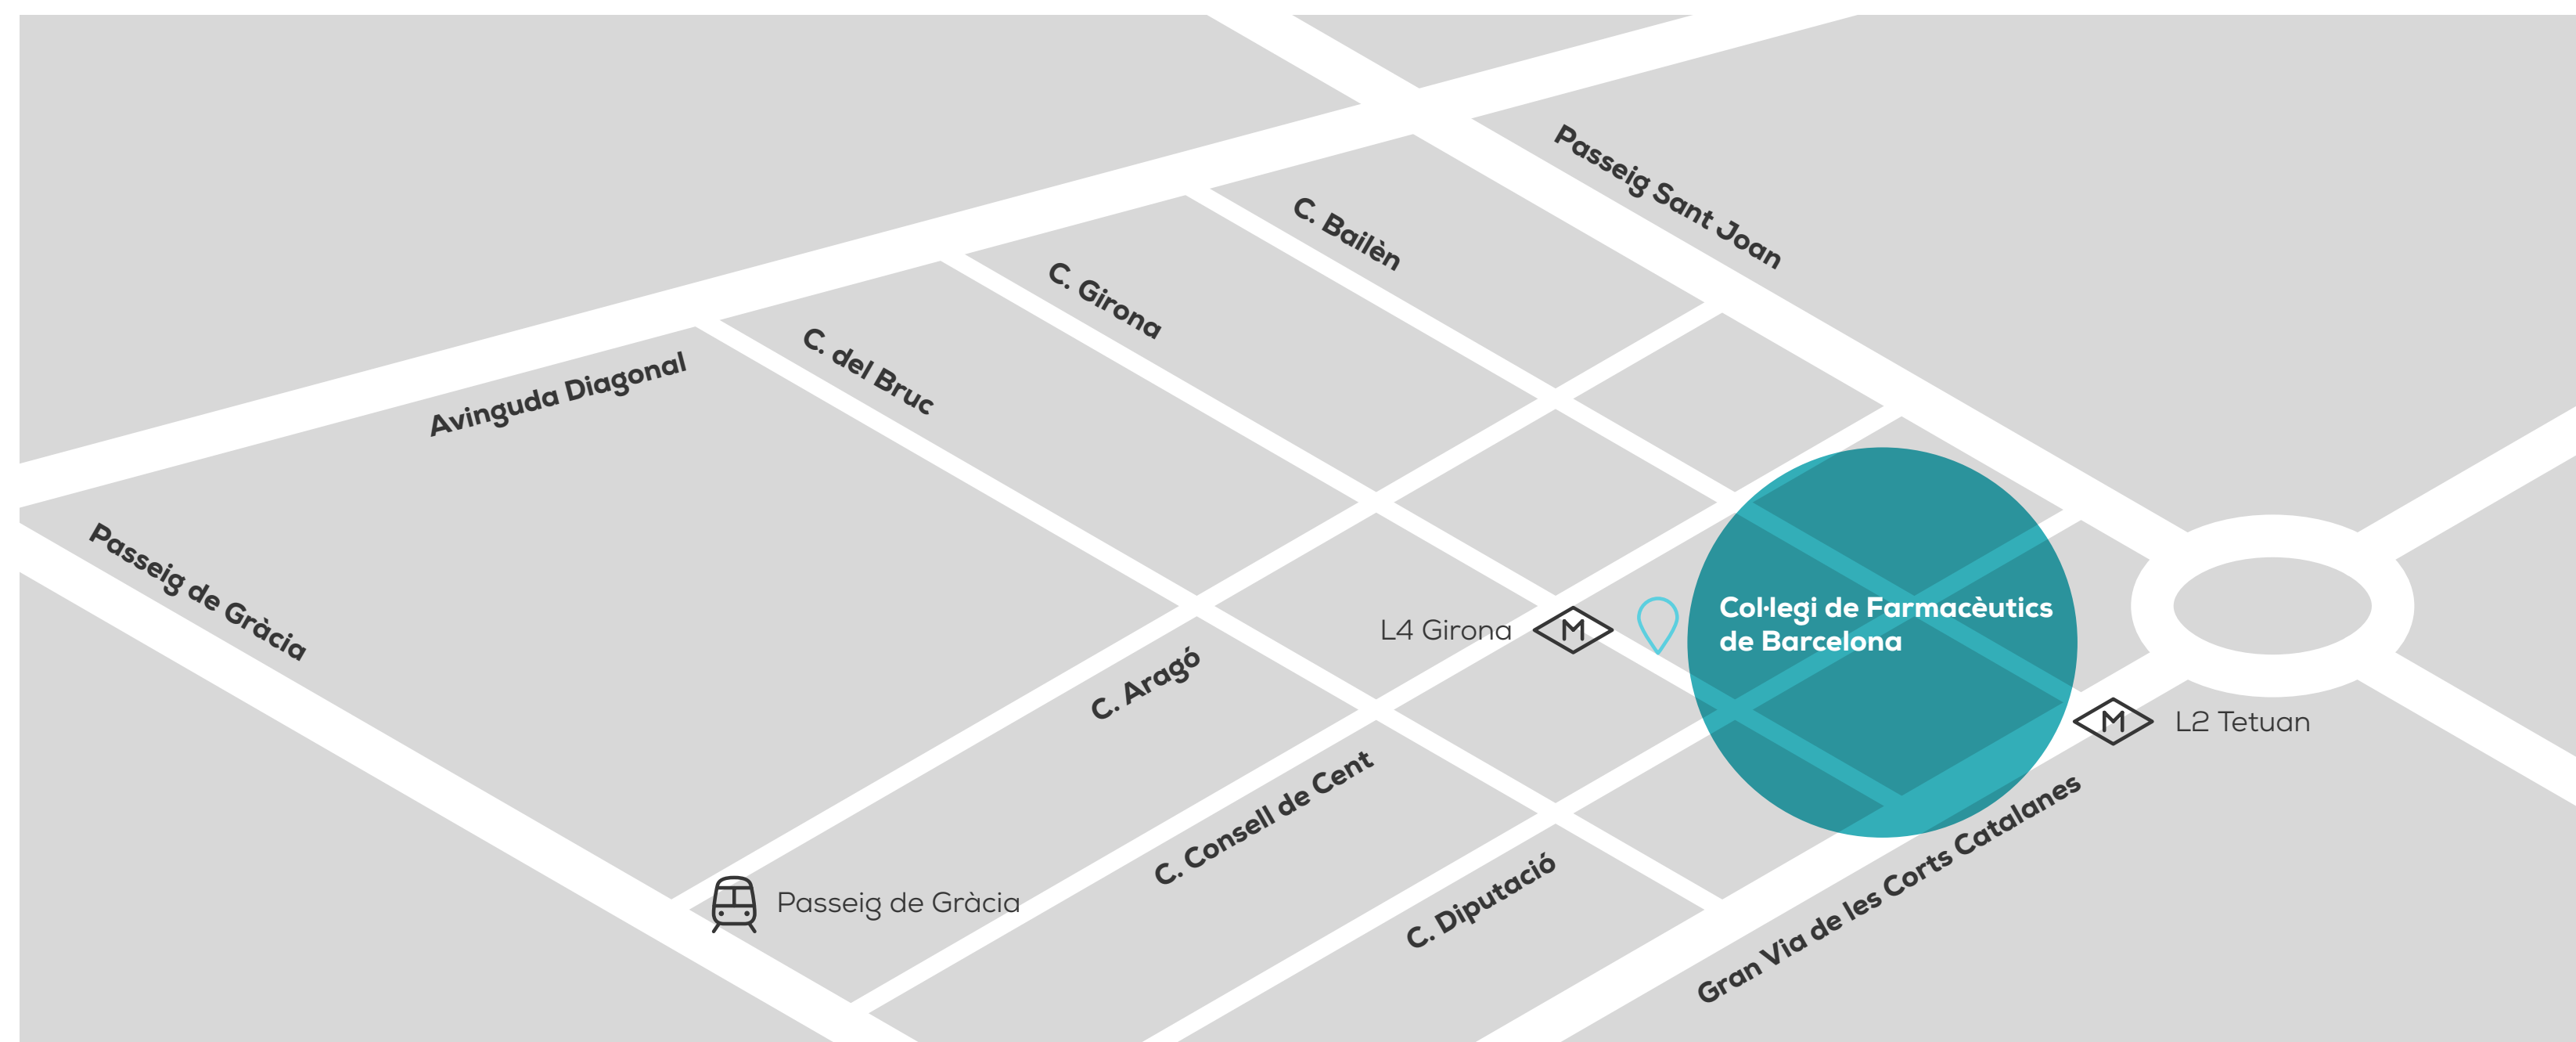 Passeig Sant Joan
C. Bailèn
C. Girona
C. del Bruc
Avinguda Diagonal
Passeig de Gràcia
Col·legi de Farmacèutics
de Barcelona
L4 Girona
M
C. Aragó
M
L2 Tetuan
C. Consell de Cent
C. Diputació
Gran Via de les Corts Catalanes
Passeig de Gràcia